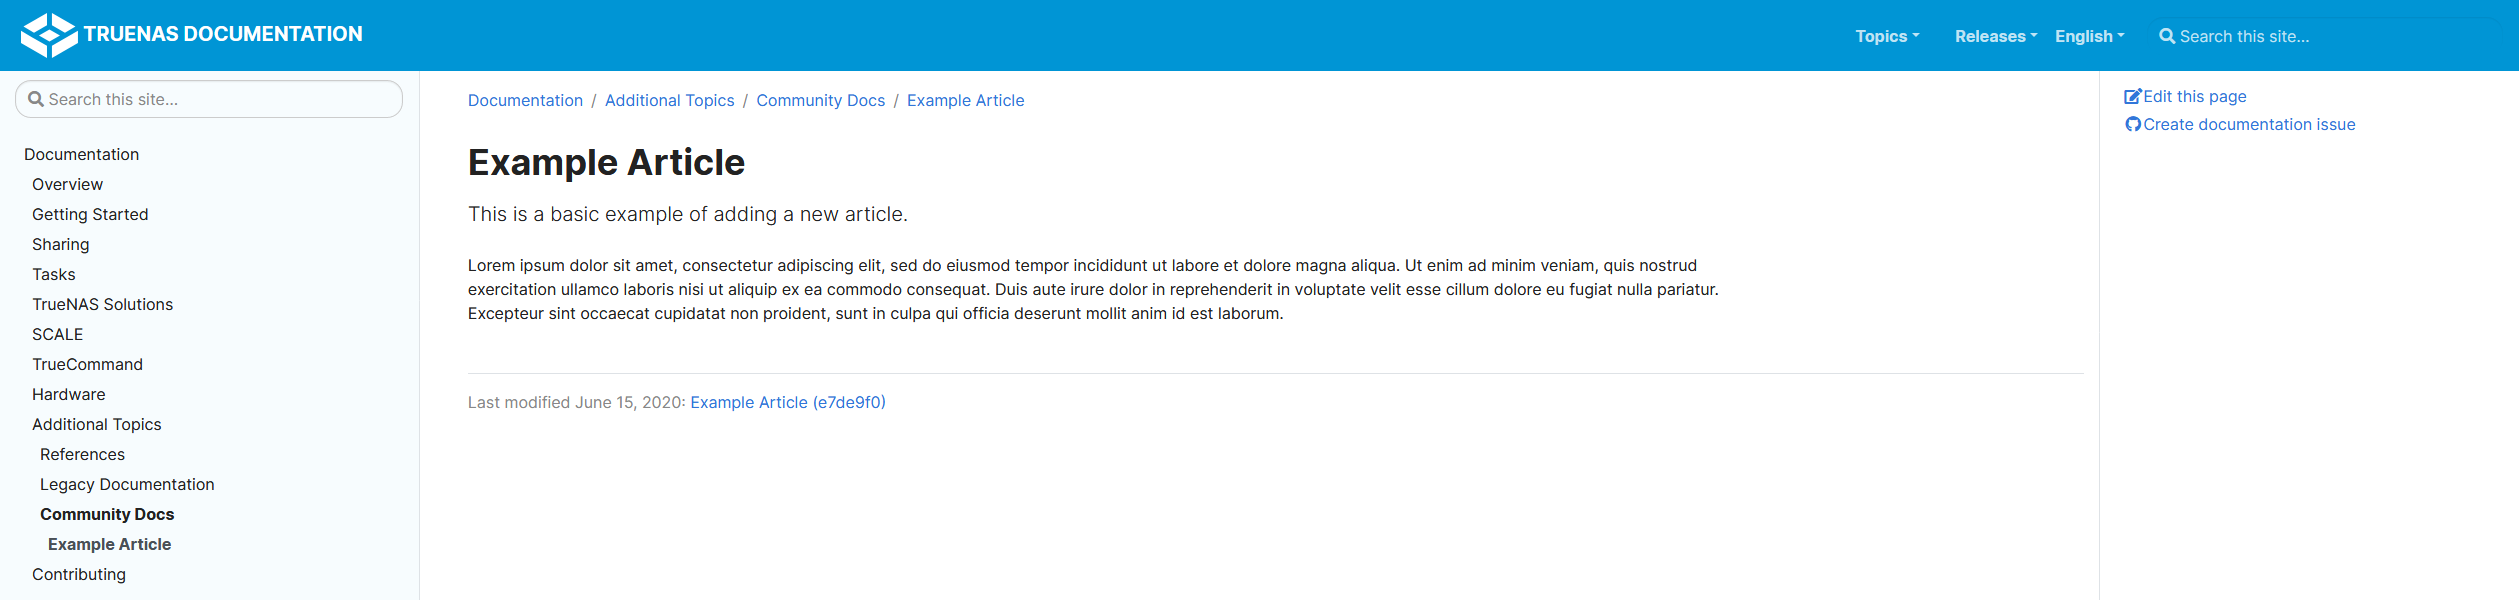 TRUENAS DOCUMENTATION
Topics
Releases
English
Search this site...
Search this site...
Documentation
Overview
Getting Started
Sharing
Tasks
TrueNAS Solutions
SCALE
TrueCommand
Hardware
Additional Topics
References
Legacy Documentation
Community Docs
Example Article
Contributing
Documentation / Additional Topics / Community Docs / Example Article
Example Article
This is a basic example of adding a new article.
Lorem ipsum dolor sit amet, consectetur adipiscing elit, sed do eiusmod tempor incididunt ut labore et dolore magna aliqua. Ut enim ad minim veniam, quis nostrud
exercitation ullamco laboris nisi ut aliquip ex ea commodo consequat. Duis aute irure dolor in reprehenderit in voluptate velit esse cillum dolore eu fugiat nulla pariatur.
Excepteur sint occaecat cupidatat non proident, sunt in culpa qui officia deserunt mollit anim id est laborum.
Last modified June 15, 2020: Example Article (e7de9f0)
Edit this page
Create documentation issue